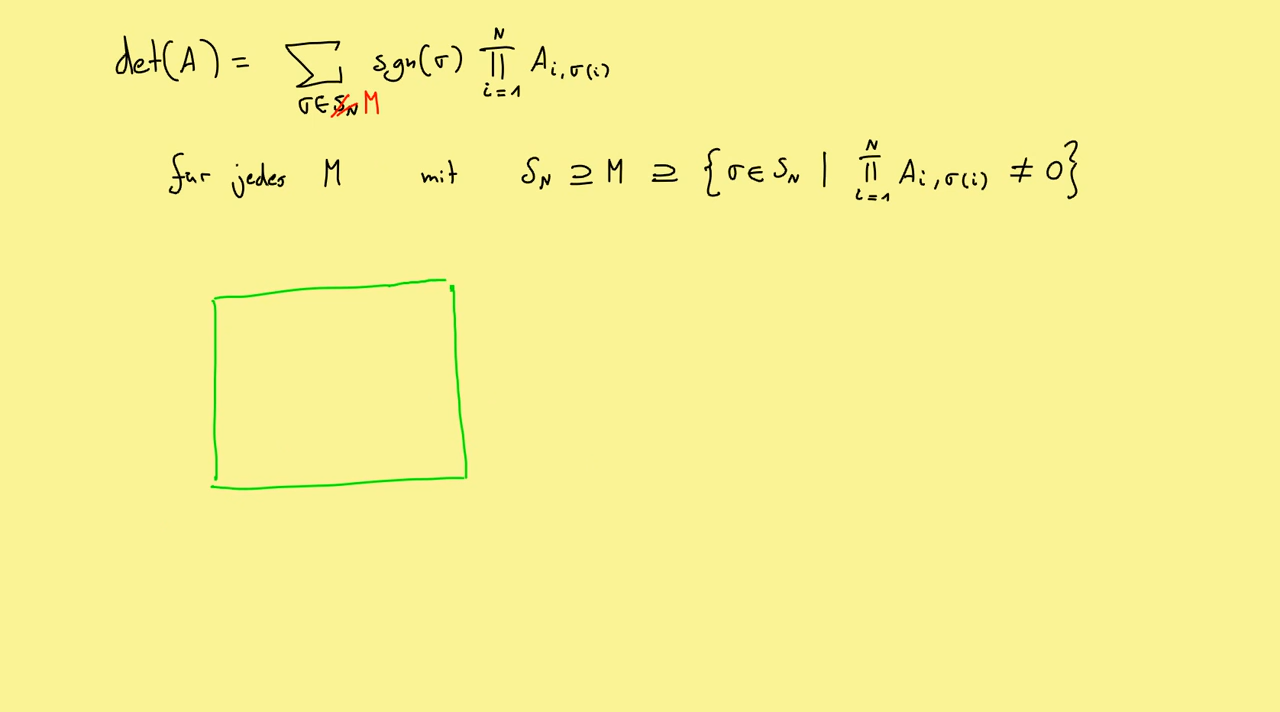 det(A) = ∑_{σ∈S_N M} sgn(σ) ∏_{i=1}^{N} A_{i,σ(i)}
für jedes M mit S_N ⊇ M ⊇ {σ∈S_N | ∏_{i=1}^{N} A_{i,σ(i)} ≠ 0}